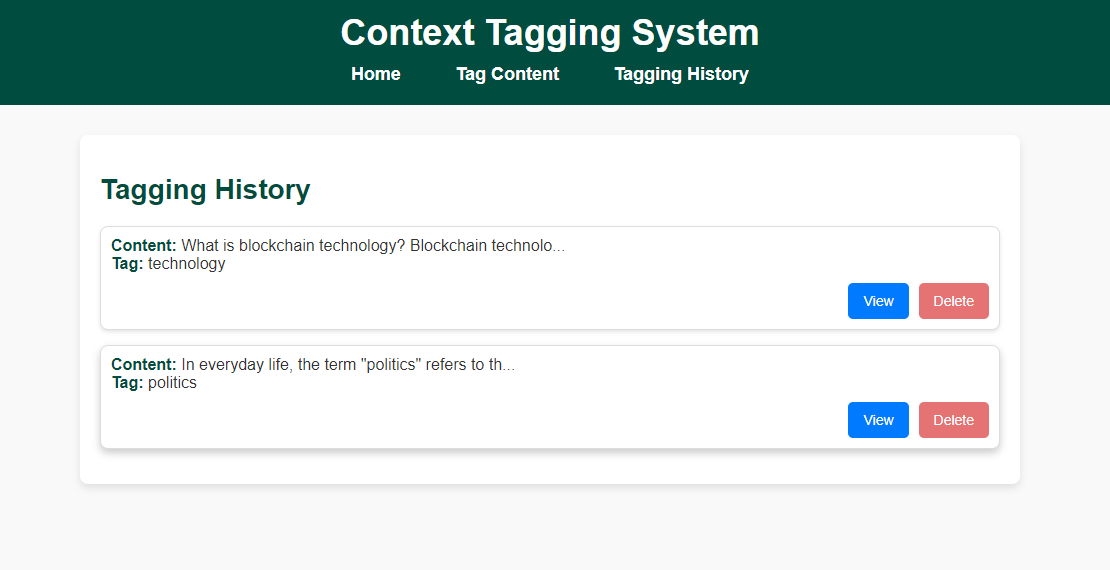 Context Tagging System
Home Tag Content Tagging History
Tagging History
Content: What is blockchain technology? Blockchain technolo...
Tag: technology
View Delete
Content: In everyday life, the term "politics" refers to th...
Tag: politics
View Delete